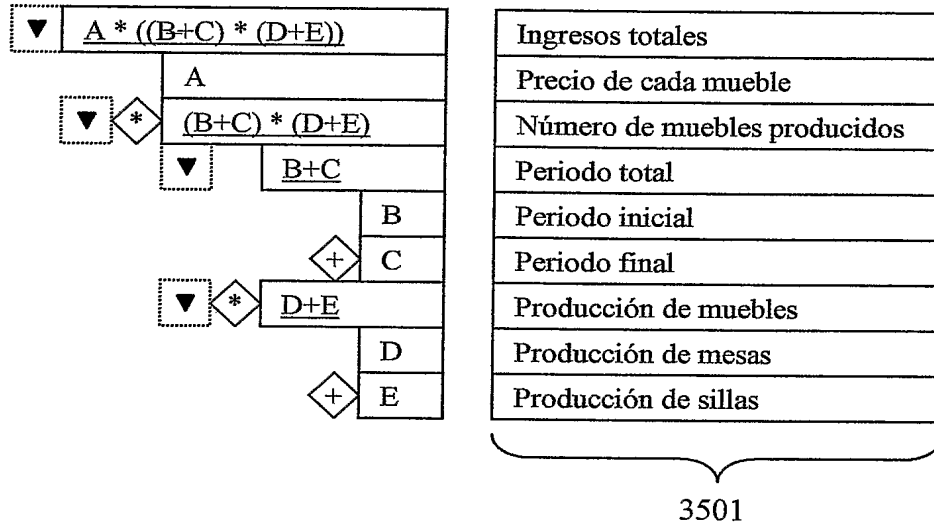 ▼ A * ((B+C) * (D+E)) Ingresos totales
A Precio de cada mueble
▼ * (B+C) * (D+E) Número de muebles producidos
▼ B+C Periodo total
B Periodo inicial
+ C Periodo final
▼ * D+E Producción de muebles
D Producción de mesas
+ E Producción de sillas
3501